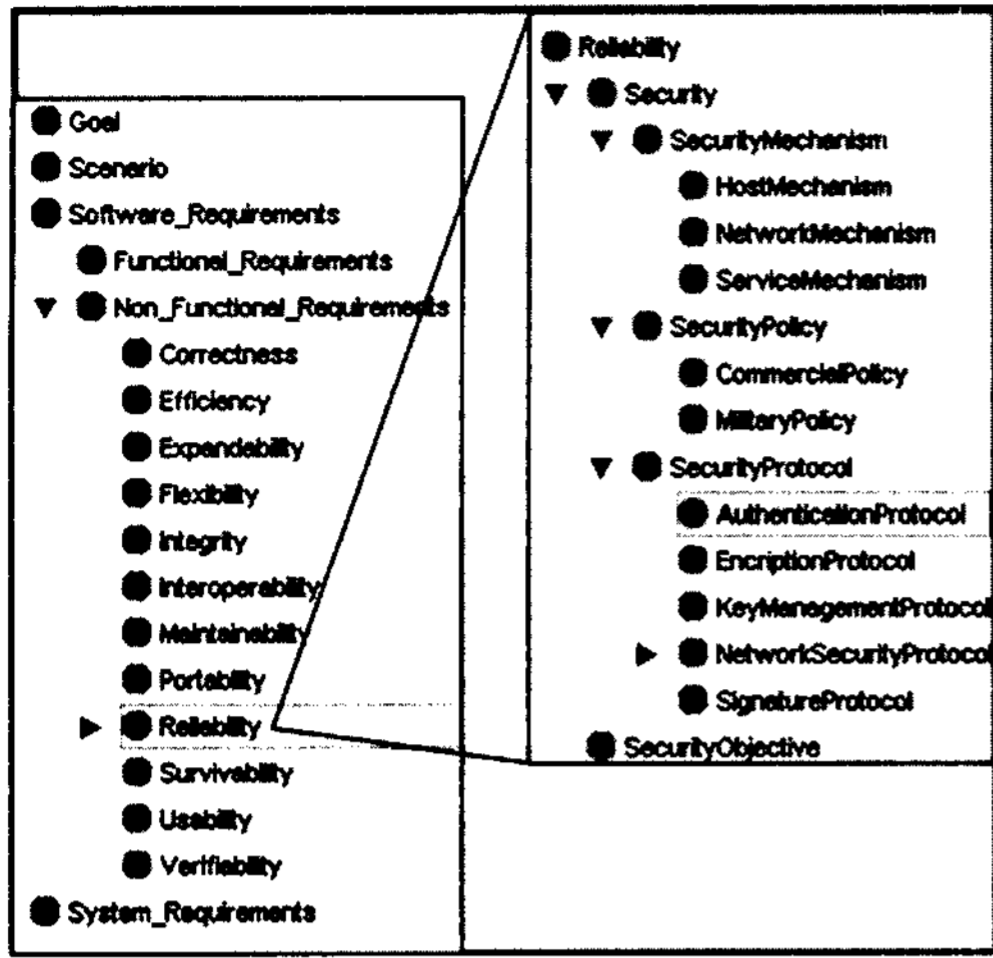 Goal
Scenario
Software_Requirements
Functional_Requirements
Non_Functional_Requirements
Correctness
Efficiency
Expandability
Flexibility
Integrity
Interoperability
Maintainability
Portability
Reliability
Survivability
Usability
Verifiability
System_Requirements
Reliability
Security
SecurityMechanism
HostMechanism
NetworkMechanism
ServiceMechanism
SecurityPolicy
CommercialPolicy
MilitaryPolicy
SecurityProtocol
AuthenticationProtocol
EncriptionProtocol
KeyManagementProtocol
NetworkSecurityProtocol
SignatureProtocol
SecurityObjective